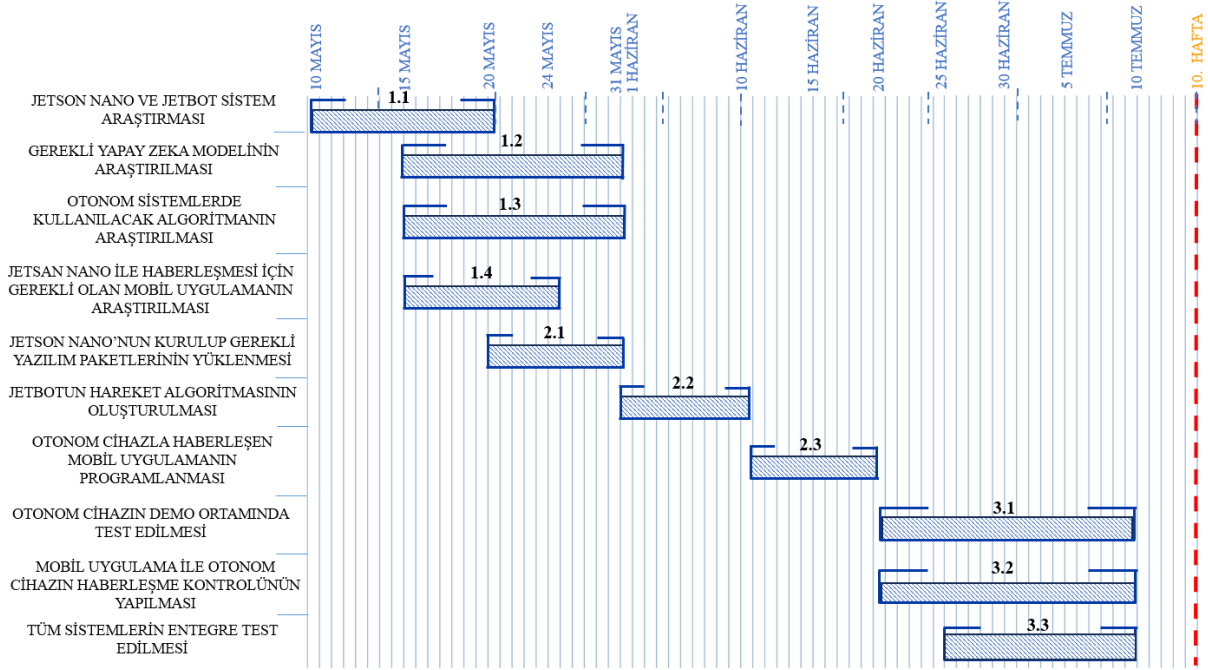 10 MAYIS
15 MAYIS
20 MAYIS
24 MAYIS
31 MAYIS
1 HAZİRAN
10 HAZİRAN
15 HAZİRAN
20 HAZİRAN
25 HAZİRAN
30 HAZİRAN
5 TEMMUZ
10 TEMMUZ
10. HAFTA
JETSON NANO VE JETBOT SİSTEM
ARAŞTIRMASI
1.1
GEREKLİ YAPAY ZEKA MODELİNİN
ARAŞTIRILMASI
1.2
OTONOM SİSTEMLERDE
KULLANILACAK ALGORİTMANIN
ARAŞTIRILMASI
1.3
JETSAN NANO İLE HABERLEŞMESİ İÇİN
GEREKLİ OLAN MOBİL UYGULAMANIN
ARAŞTIRILMASI
1.4
JETSON NANO’NUN KURULUP GEREKLİ
YAZILIM PAKETLERİNİN YÜKLENMESİ
2.1
JETBOTUN HAREKET ALGORİTMASININ
OLUŞTURULMASI
2.2
OTONOM CİHAZLA HABERLEŞEN
MOBİL UYGULAMANIN
PROGRAMLANMASI
2.3
OTONOM CİHAZIN DEMO ORTAMINDA
TEST EDİLMESİ
3.1
MOBİL UYGULAMA İLE OTONOM
CİHAZIN HABERLEŞME KONTROLÜNÜN
YAPILMASI
3.2
TÜM SİSTEMLERİN ENTEGRE TEST
EDİLMESİ
3.3